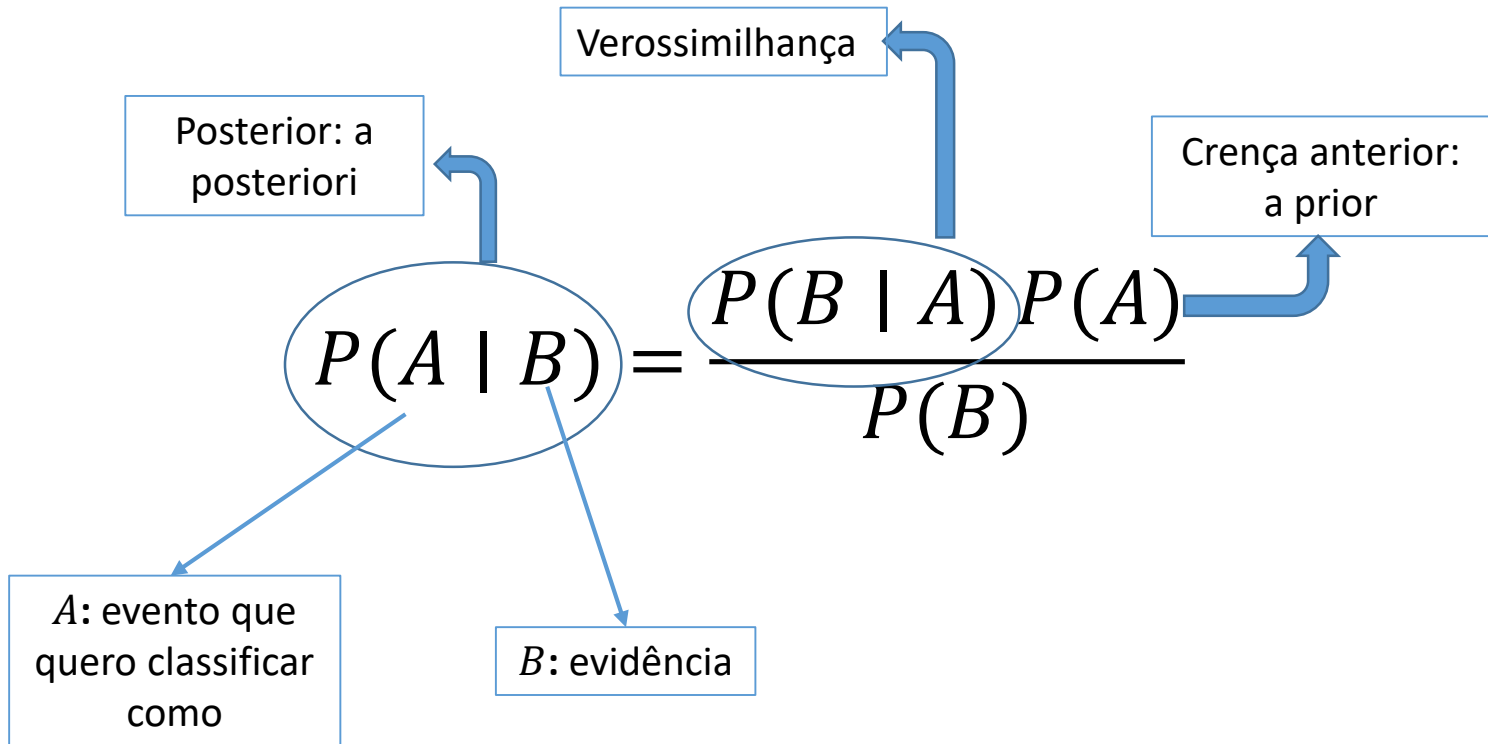 Verossimilhança
Posterior: a
posteriori
Crença anterior:
a prior
P(B | A) P(A)
P(A | B) =
P(B)
A: evento que
quero classificar
como
B: evidência